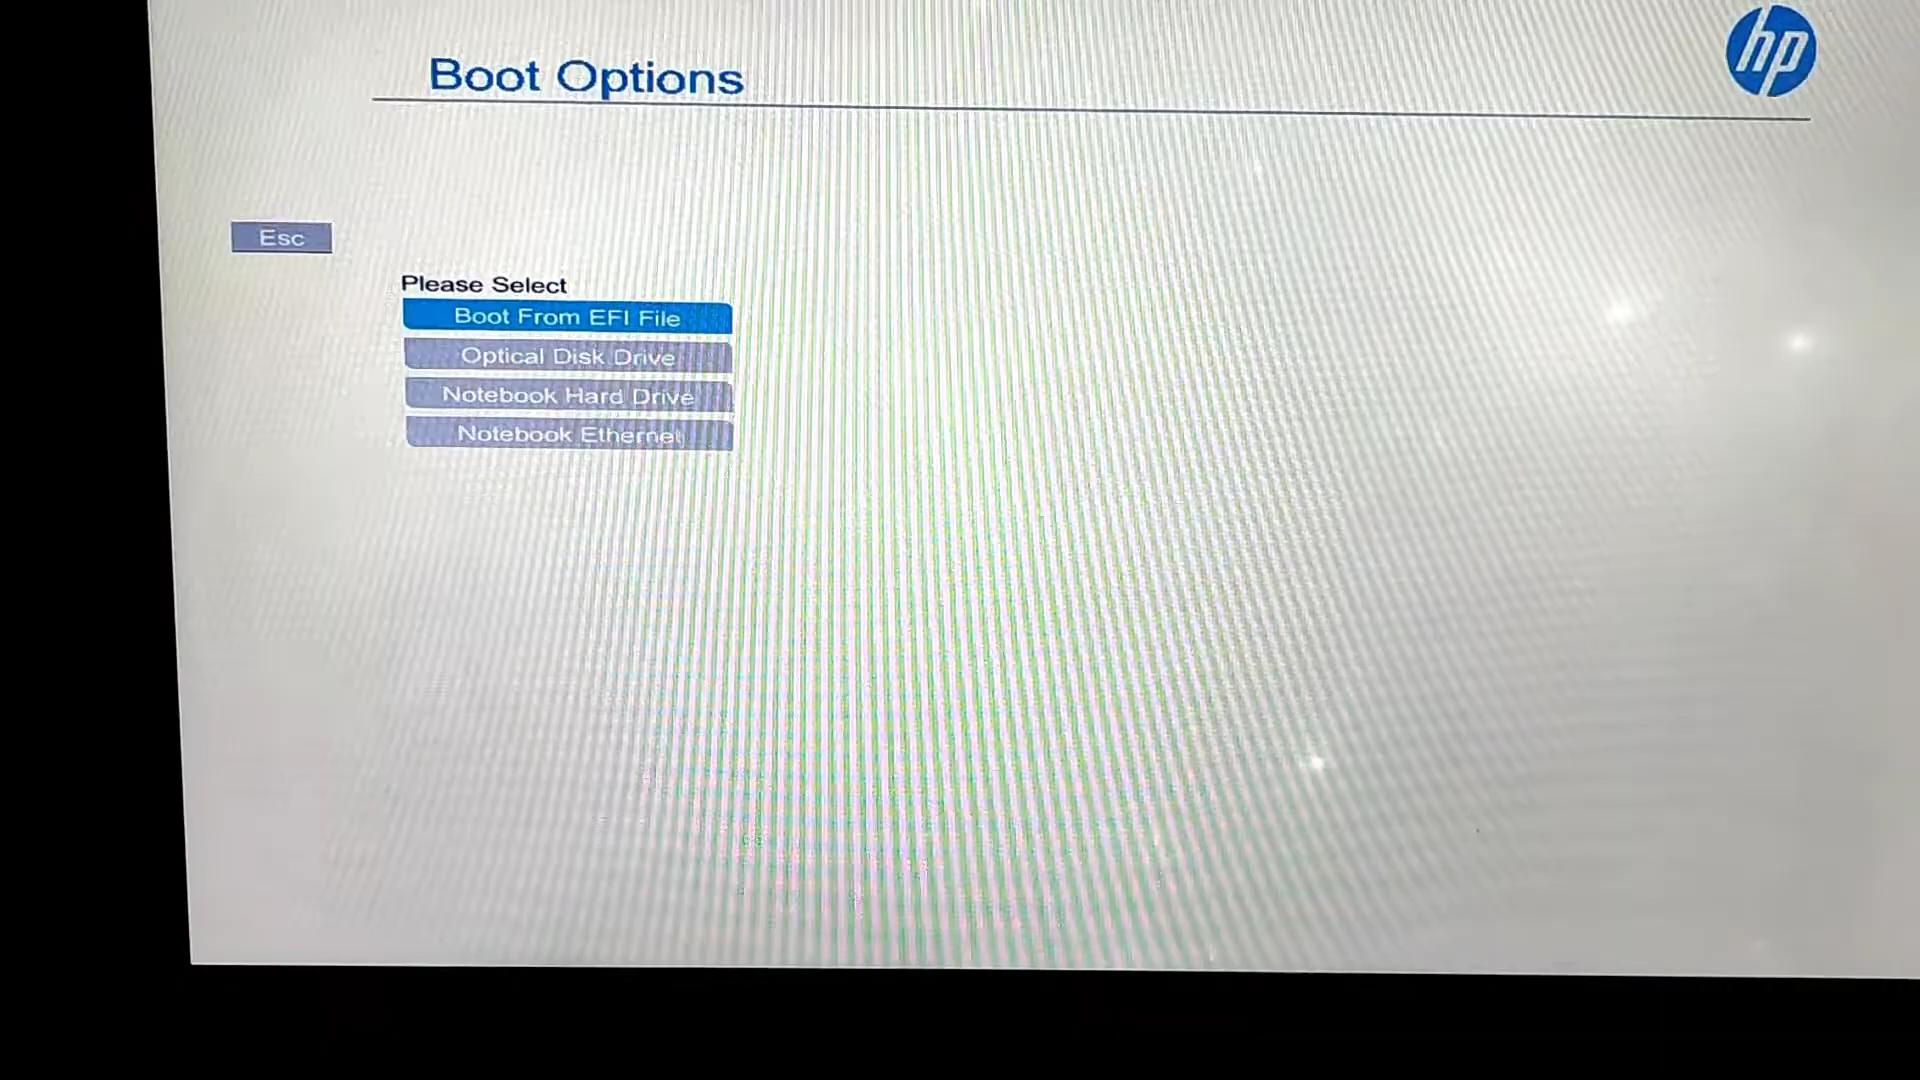 hp
Boot Options
Esc
Please Select
Boot From EFI File
Optical Disk Drive
Notebook Hard Drive
Notebook Ethernet